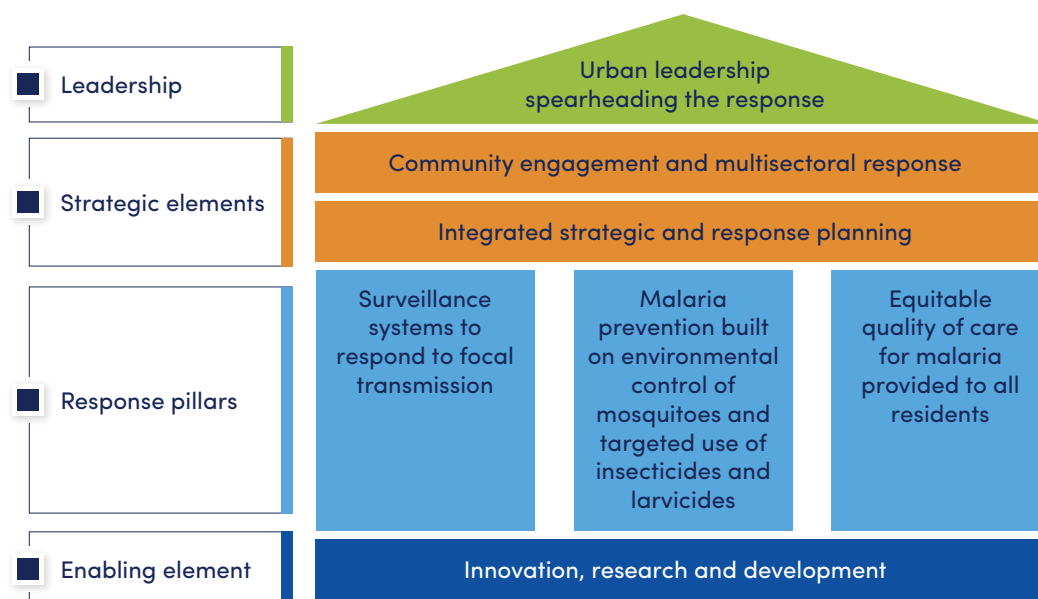 Leadership
Urban leadership
spearheading the response
Strategic elements
Community engagement and multisectoral response
Integrated strategic and response planning
Response pillars
Surveillance
systems to
respond to focal
transmission
Malaria
prevention built
on environmental
control of
mosquitoes and
targeted use of
insecticides and
larvicides
Equitable
quality of care
for malaria
provided to all
residents
Enabling element
Innovation, research and development